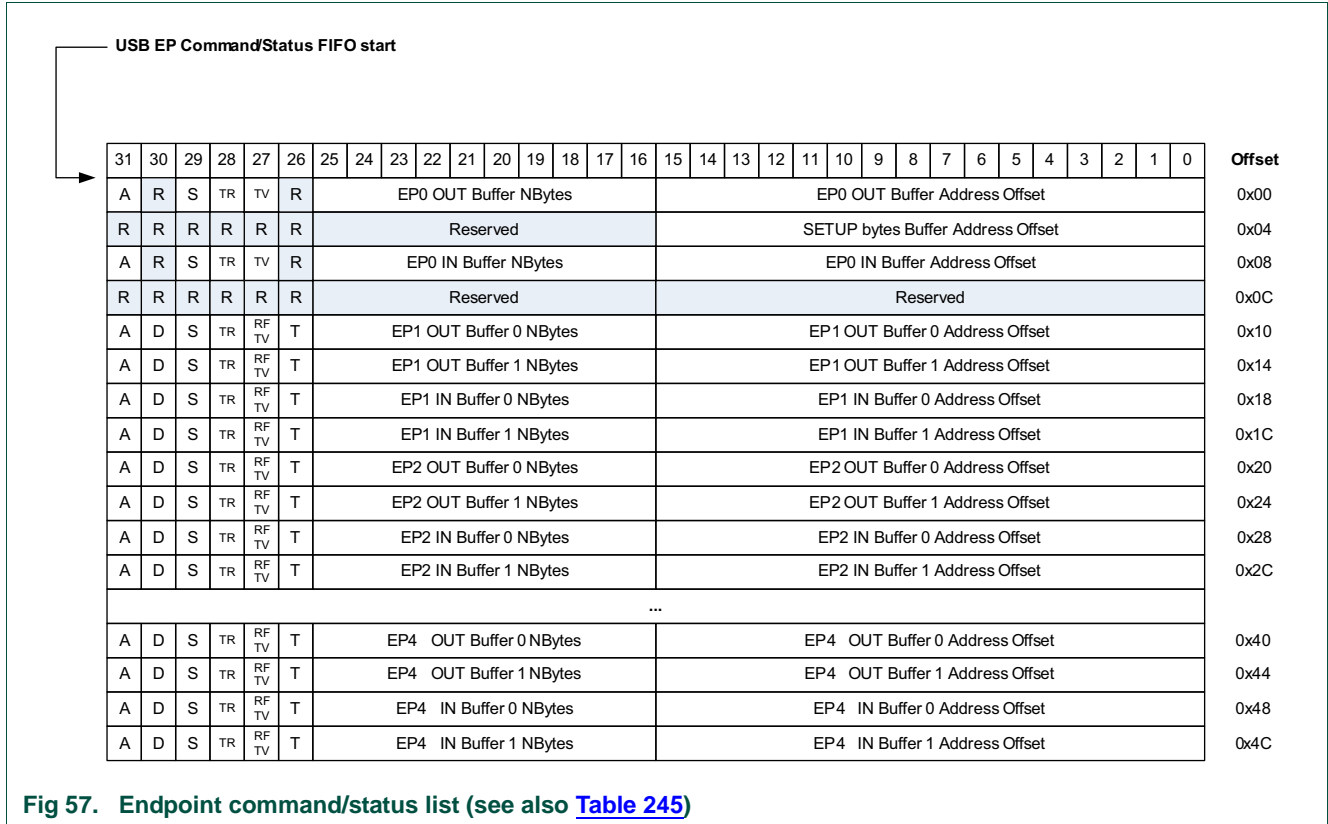 USB EP Command/Status FIFO start
31 30 29 28 27 26 25 24 23 22 21 20 19 18 17 16 15 14 13 12 11 10 9 8 7 6 5 4 3 2 1 0 Offset
A R S TR TV R EP0 OUT Buffer NBytes EP0 OUT Buffer Address Offset 0x00
R R R R R R Reserved SETUP bytes Buffer Address Offset 0x04
A R S TR TV R EP0 IN Buffer NBytes EP0 IN Buffer Address Offset 0x08
R R R R R R Reserved Reserved 0x0C
A D S TR RF TV T EP1 OUT Buffer 0 NBytes EP1 OUT Buffer 0 Address Offset 0x10
A D S TR RF TV T EP1 OUT Buffer 1 NBytes EP1 OUT Buffer 1 Address Offset 0x14
A D S TR RF TV T EP1 IN Buffer 0 NBytes EP1 IN Buffer 0 Address Offset 0x18
A D S TR RF TV T EP1 IN Buffer 1 NBytes EP1 IN Buffer 1 Address Offset 0x1C
A D S TR RF TV T EP2 OUT Buffer 0 NBytes EP2 OUT Buffer 0 Address Offset 0x20
A D S TR RF TV T EP2 OUT Buffer 1 NBytes EP2 OUT Buffer 1 Address Offset 0x24
A D S TR RF TV T EP2 IN Buffer 0 NBytes EP2 IN Buffer 0 Address Offset 0x28
A D S TR RF TV T EP2 IN Buffer 1 NBytes EP2 IN Buffer 1 Address Offset 0x2C
...
A D S TR RF TV T EP4 OUT Buffer 0 NBytes EP4 OUT Buffer 0 Address Offset 0x40
A D S TR RF TV T EP4 OUT Buffer 1 NBytes EP4 OUT Buffer 1 Address Offset 0x44
A D S TR RF TV T EP4 IN Buffer 0 NBytes EP4 IN Buffer 0 Address Offset 0x48
A D S TR RF TV T EP4 IN Buffer 1 NBytes EP4 IN Buffer 1 Address Offset 0x4C
Fig 57. Endpoint command/status list (see also Table 245)